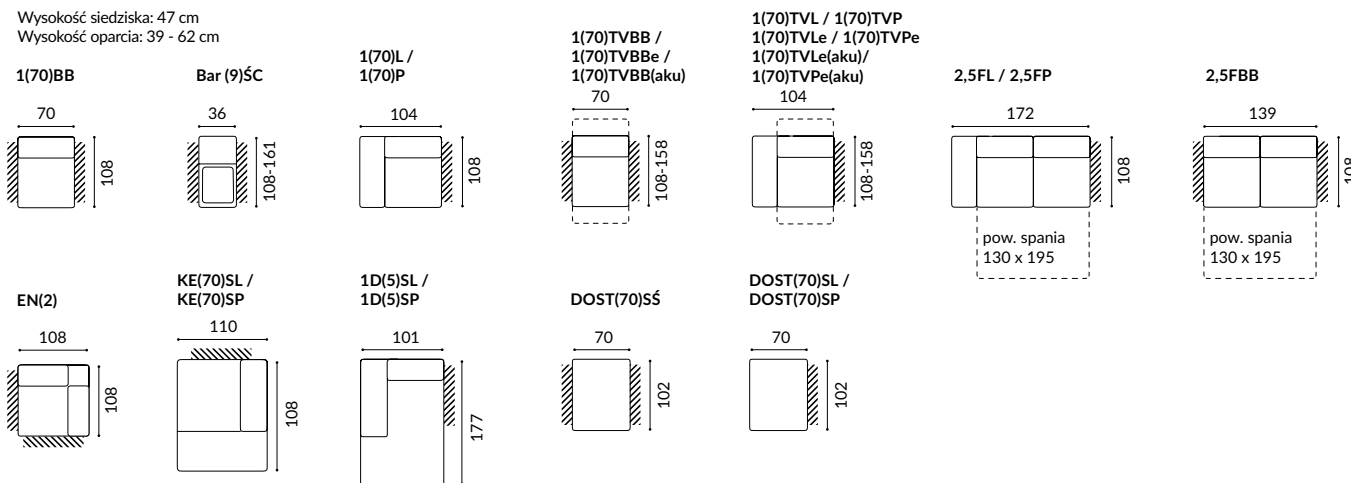 Wysokość siedziska: 47 cm
Wysokość oparcia: 39 - 62 cm
1(70)BB
70
108
Bar (9)ŚC
36
108-161
1(70)L /
1(70)P
104
108
1(70)TVBB /
1(70)TVBBe /
1(70)TVBB(aku)
70
108-158
1(70)TVL / 1(70)TVP
1(70)TVLe / 1(70)TVPe
1(70)TVLe(aku)/
1(70)TVPe(aku)
104
108-158
2,5FL / 2,5FP
172
108
pow. spania
130 x 195
2,5FBB
139
108
pow. spania
130 x 195
EN(2)
108
108
KE(70)SL /
KE(70)SP
110
108
1D(5)SL /
1D(5)SP
101
177
DOST(70)SŚ
70
102
DOST(70)SL /
DOST(70)SP
70
102